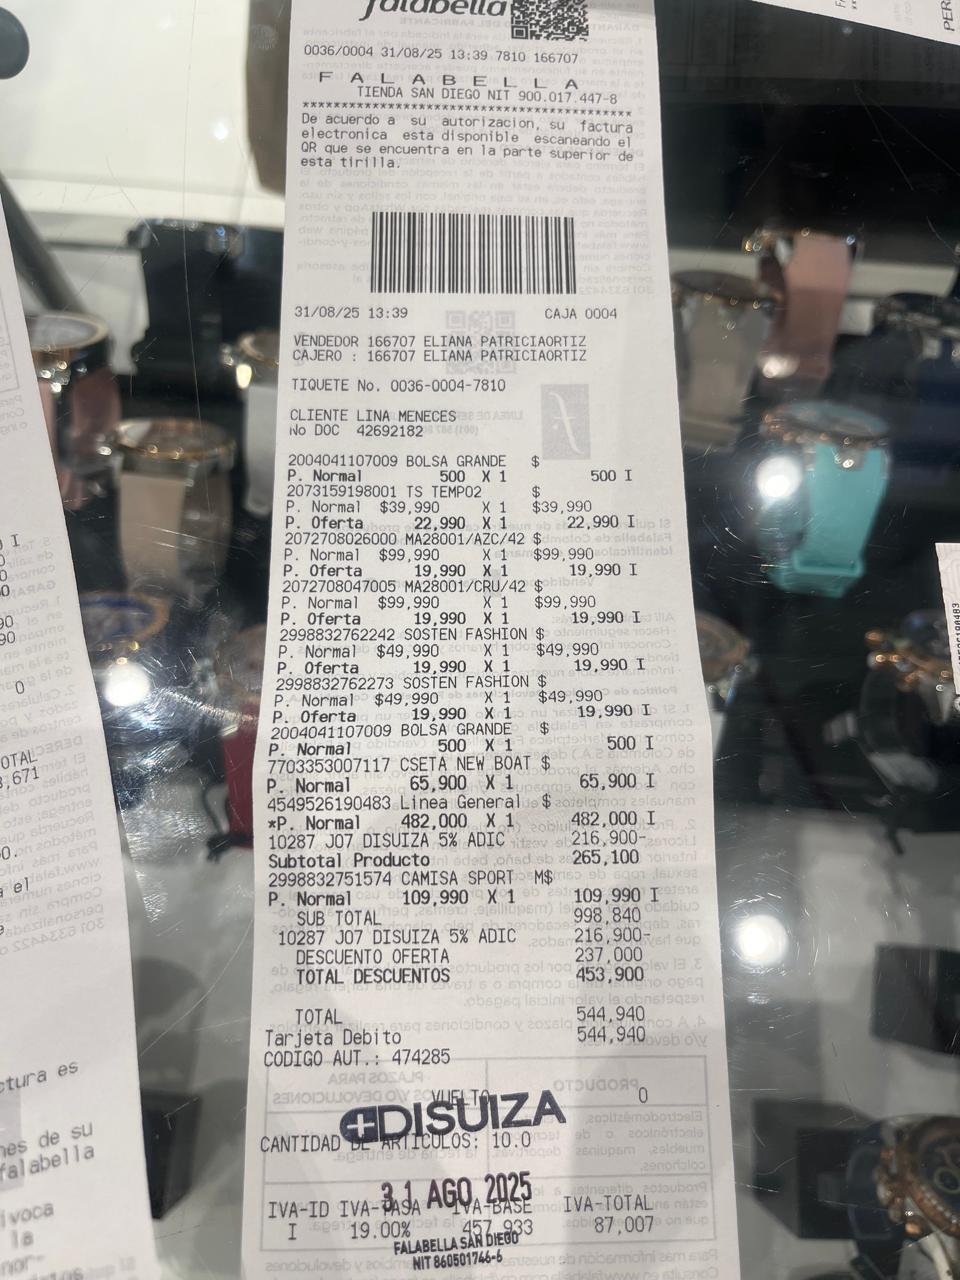 falabella
0036/0004 31/08/25 13:39 7810 166707
F A L A B E L L A
TIENDA SAN DIEGO NIT 900.017.447-8
************************************************
De acuerdo a su autorizacion, su factura
electronica esta disponible escaneando el
QR que se encuentra en la parte superior de
esta tirilla.
31/08/25 13:39 CAJA 0004
VENDEDOR 166707 ELIANA PATRICIAORTIZ
CAJERO : 166707 ELIANA PATRICIAORTIZ
TIQUETE No. 0036-0004-7810
CLIENTE LINA MENECES
No DOC 42692182
2004041107009 BOLSA GRANDE $
P. Normal 500 X 1 500 I
2073159198001 TS TEMPO2 $
P. Normal $39,990 X 1 $39,990
P. Oferta 22,990 X 1 22,990 I
2072708026000 MA28001/AZC/42 $
P. Normal $99,990 X 1 $99,990
P. Oferta 19,990 X 1 19,990 I
2072708047005 MA28001/CRU/42 $
P. Normal $99,990 X 1 $99,990
P. Oferta 19,990 X 1 19,990 I
2998832762242 SOSTEN FASHION $
P. Normal $49,990 X 1 $49,990
P. Oferta 19,990 X 1 19,990 I
2998832762273 SOSTEN FASHION $
P. Normal $49,990 X 1 $49,990
P. Oferta 19,990 X 1 19,990 I
2004041107009 BOLSA GRANDE $
P. Normal 500 X 1 500 I
7703353007117 CSETA NEW BOAT $
P. Normal 65,900 X 1 65,900 I
4549526190483 Linea General $
*P. Normal 482,000 X 1 482,000 I
10287 J07 DISUIZA 5% ADIC 216,900-
Subtotal Producto 265,100
2998832751574 CAMISA SPORT M$
P. Normal 109,990 X 1 109,990 I
SUB TOTAL 998,840
10287 J07 DISUIZA 5% ADIC 216,900-
DESCUENTO OFERTA 237,000
TOTAL DESCUENTOS 453,900
TOTAL 544,940
Tarjeta Debito 544,940
CODIGO AUT.: 474285
VUELTO 0
DISUIZA
CANTIDAD DE ARTICULOS: 10.0
31 AGO 2025
IVA-ID IVA-TASA IVA-BASE IVA-TOTAL
I 19.00% 457,933 87,007
FALABELLA SAN DIEGO
NIT 860501746-6